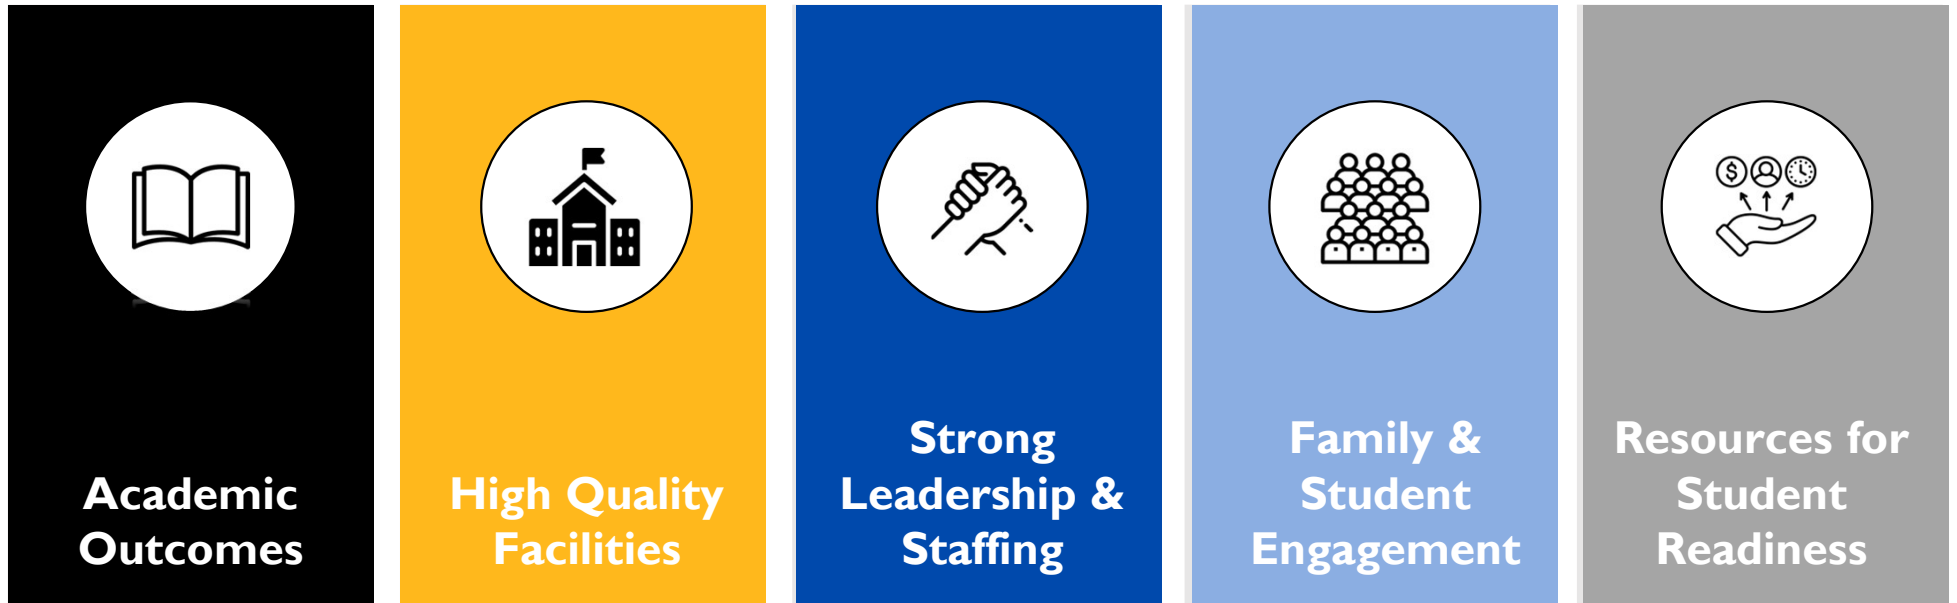 Academic
Outcomes
High Quality
Facilities
Strong
Leadership &
Staffing
Family &
Student
Engagement
$
Resources for
Student
Readiness